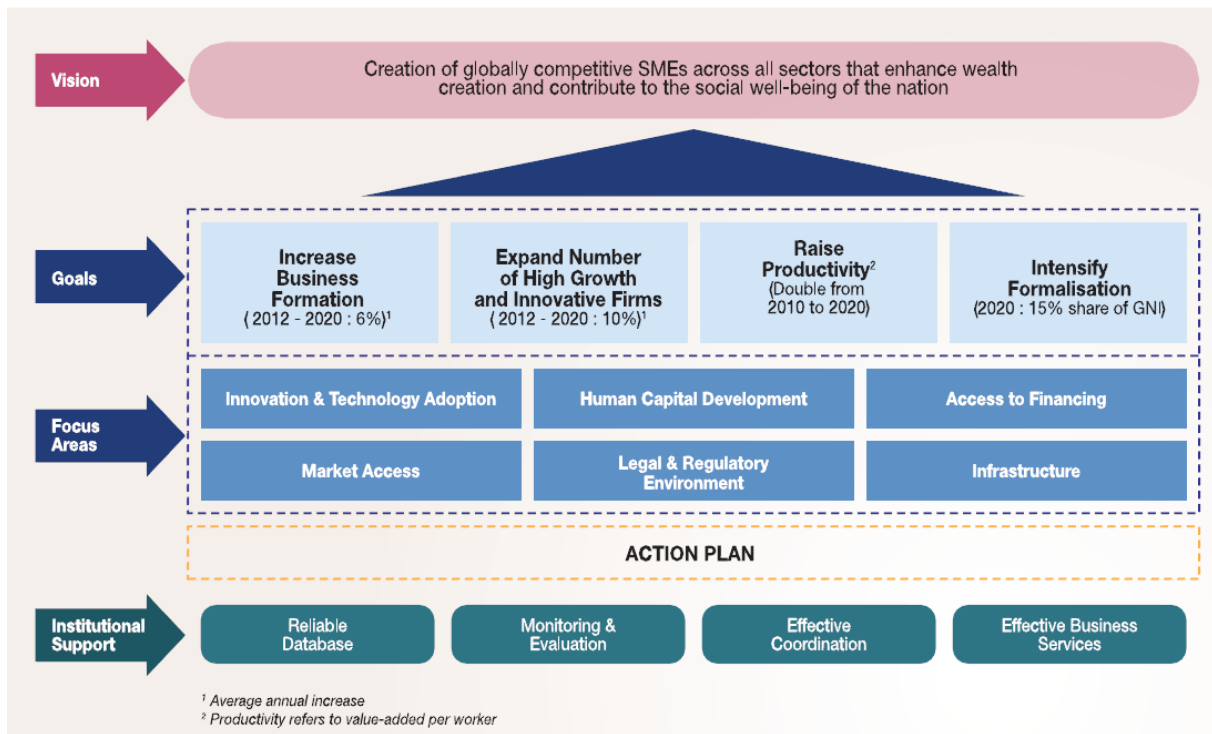 Vision
Creation of globally competitive SMEs across all sectors that enhance wealth
creation and contribute to the social well-being of the nation
Goals
Increase
Business
Formation
( 2012 - 2020 : 6%)¹
Expand Number
of High Growth
and Innovative Firms
( 2012 - 2020 : 10%)¹
Raise
Productivity²
(Double from
2010 to 2020)
Intensify
Formalisation
(2020 : 15% share of GNI)
Focus
Areas
Innovation & Technology Adoption
Human Capital Development
Access to Financing
Market Access
Legal & Regulatory
Environment
Infrastructure
ACTION PLAN
Institutional
Support
Reliable
Database
Monitoring &
Evaluation
Effective
Coordination
Effective Business
Services
¹ Average annual increase
² Productivity refers to value-added per worker